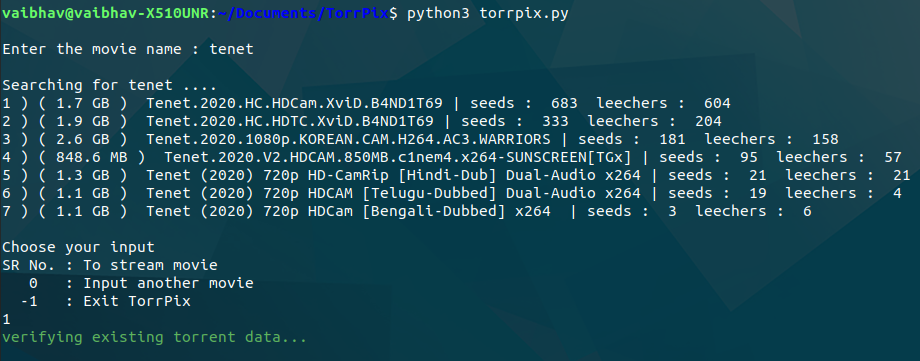 vaibhav@vaibhav-X510UNR:~/Documents/TorrPix$ python3 torrpix.py
Enter the movie name : tenet
Searching for tenet ....
1 ) ( 1.7 GB )  Tenet.2020.HC.HDCam.XviD.B4ND1T69 | seeds :  683  leechers :  604
2 ) ( 1.9 GB )  Tenet.2020.HC.HDTC.XviD.B4ND1T69 | seeds :  333  leechers :  204
3 ) ( 2.6 GB )  Tenet.2020.1080p.KOREAN.CAM.H264.AC3.WARRIORS | seeds :  181  leechers :  158
4 ) ( 848.6 MB )  Tenet.2020.V2.HDCAM.850MB.c1nem4.x264-SUNSCREEN[TGx] | seeds :  95  leechers :  57
5 ) ( 1.3 GB )  Tenet (2020) 720p HD-CamRip [Hindi-Dub] Dual-Audio x264 | seeds :  21  leechers :  21
6 ) ( 1.1 GB )  Tenet (2020) 720p HDCAM [Telugu-Dubbed] Dual-Audio x264 | seeds :  19  leechers :  4
7 ) ( 1.1 GB )  Tenet (2020) 720p HDCam [Bengali-Dubbed] x264  | seeds :  3  leechers :  6
Choose your input
SR No. : To stream movie
0   : Input another movie
-1   : Exit TorrPix
1
verifying existing torrent data...